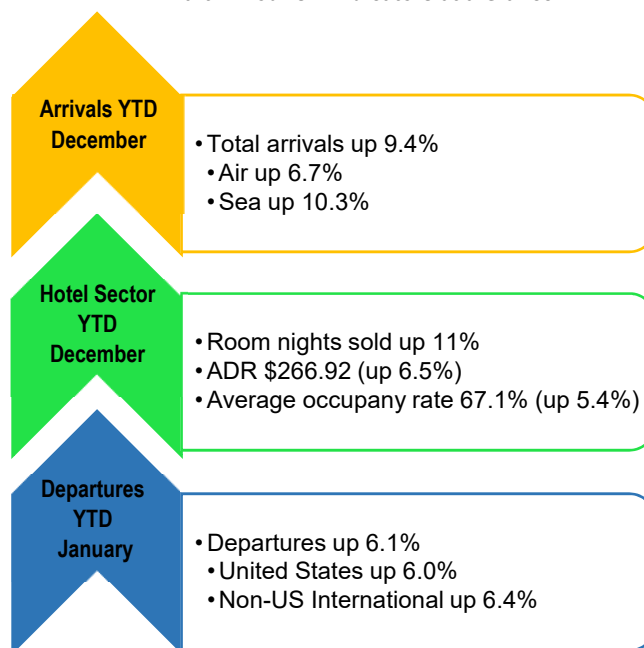 Arrivals YTD
December
• Total arrivals up 9.4%
• Air up 6.7%
• Sea up 10.3%
Hotel Sector
YTD
December
• Room nights sold up 11%
• ADR $266.92 (up 6.5%)
• Average occupany rate 67.1% (up 5.4%)
Departures
YTD
January
• Departures up 6.1%
• United States up 6.0%
• Non-US International up 6.4%